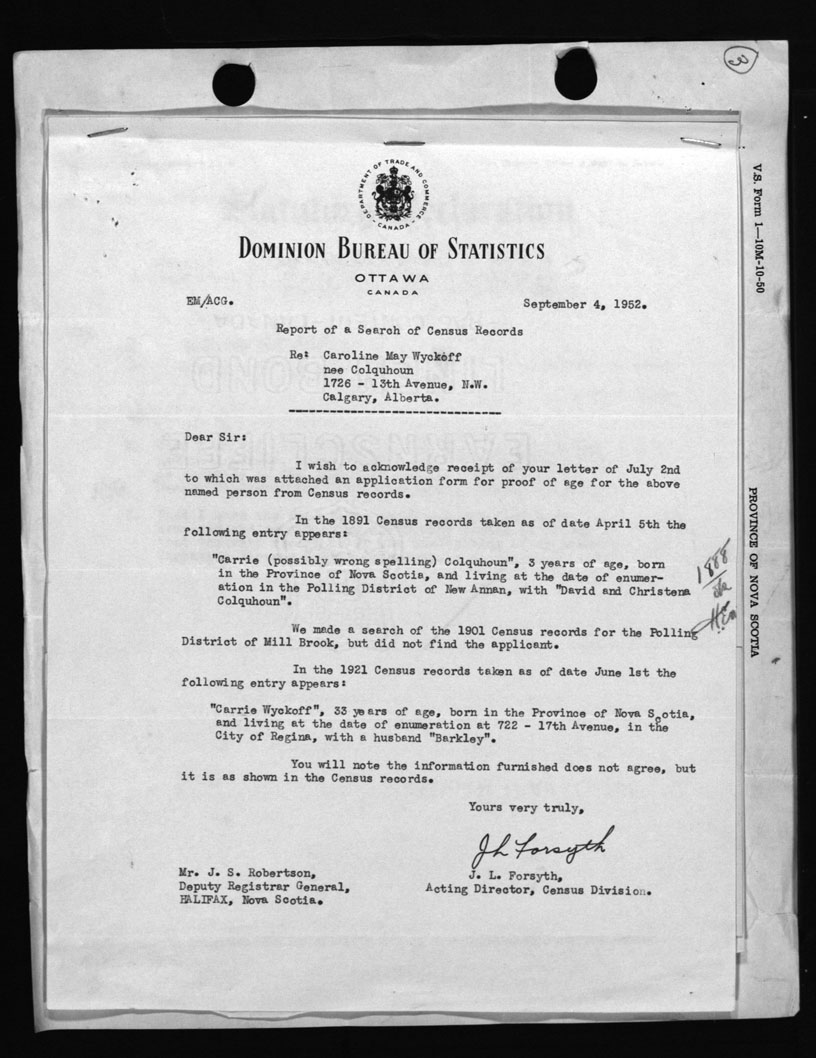 3
DEPARTMENT OF TRADE AND COMMERCE
CANADA
DOMINION BUREAU OF STATISTICS
OTTAWA
CANADA
EM/ACG.
September 4, 1952.
Report of a Search of Census Records
Re: Caroline May Wyckoff
nee Colquhoun
1726 - 13th Avenue, N.W.
Calgary, Alberta.
Dear Sir:
I wish to acknowledge receipt of your letter of July 2nd
to which was attached an application form for proof of age for the above
named person from Census records.
In the 1891 Census records taken as of date April 5th the
following entry appears:
"Carrie (possibly wrong spelling) Colquhoun", 3 years of age, born
in the Province of Nova Scotia, and living at the date of enumer-
ation in the Polling District of New Annan, with "David and Christena
Colquhoun".
1888
We made a search of the 1901 Census records for the Polling
District of Mill Brook, but did not find the applicant.
In the 1921 Census records taken as of date June 1st the
following entry appears:
"Carrie Wyckoff", 33 years of age, born in the Province of Nova Scotia,
and living at the date of enumeration at 722 - 17th Avenue, in the
City of Regina, with a husband "Barkley".
You will note the information furnished does not agree, but
it is as shown in the Census records.
Yours very truly,
J L Forsyth
J. L. Forsyth,
Acting Director, Census Division.
Mr. J. S. Robertson,
Deputy Registrar General,
HALIFAX, Nova Scotia.
V.S. Form 1—10M-10-50
PROVINCE OF NOVA SCOTIA